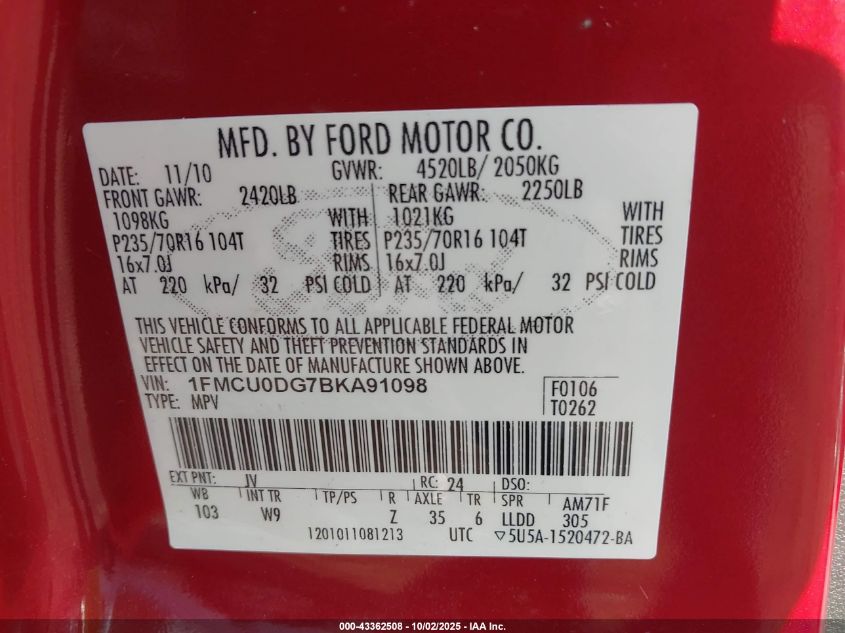 MFD. BY FORD MOTOR CO.
DATE: 11/10 GVWR: 4520LB/ 2050KG
FRONT GAWR: 2420LB REAR GAWR: 2250LB
1098KG WITH 1021KG WITH
P235/70R16 104T TIRES P235/70R16 104T TIRES
16x7.0J RIMS 16x7.0J RIMS
AT 220 kPa/ 32 PSI COLD AT 220 kPa/ 32 PSI COLD
THIS VEHICLE CONFORMS TO ALL APPLICABLE FEDERAL MOTOR
VEHICLE SAFETY AND THEFT PREVENTION STANDARDS IN
EFFECT ON THE DATE OF MANUFACTURE SHOWN ABOVE.
VIN: 1FMCU0DG7BKA91098 F0106
TYPE: MPV T0262
EXT PNT: JV RC: 24 DSO:
WB INT TR TP/PS R AXLE TR SPR AM71F
103 W9 Z 35 6 LLDD 305
1201011081213 UTC ▽5U5A-1520472-BA
000-43362508 - 10/02/2025 - IAA Inc.